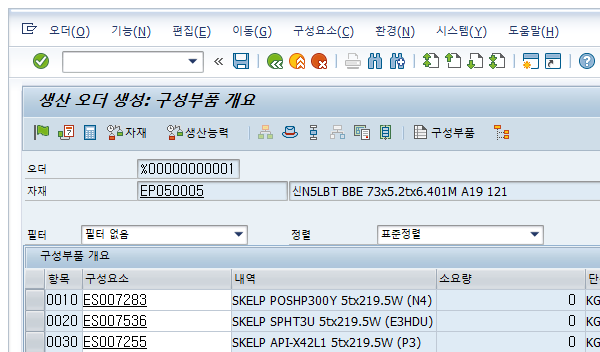 오더(O) 기능(N) 편집(E) 이동(G) 구성요소(C) 환경(N) 시스템(Y) 도움말(H)
생산 오더 생성: 구성부품 개요
자재 생산능력 구성부품
오더 %00000000001
자재 EP050005 신N5LBT BBE 73x5.2tx6.401M A19 121
필터 필터 없음 정렬 표준정렬
구성부품 개요
항목 구성요소 내역 소요량 단
0010 ES007283 SKELP POSHP300Y 5tx219.5W (N4) 0 KG
0020 ES007536 SKELP SPHT3U 5tx219.5W (E3HDU) 0 KG
0030 ES007255 SKELP API-X42L1 5tx219.5W (P3) 0 KG